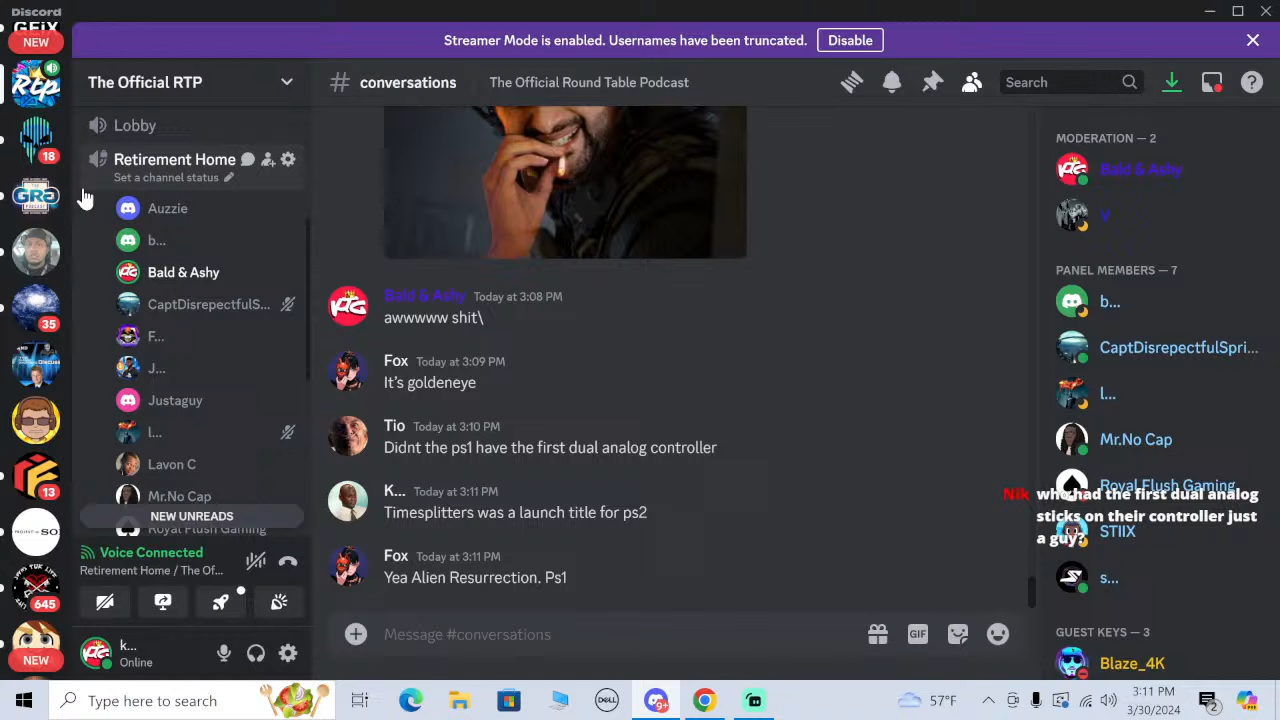 Discord
GFIX
NEW
Streamer Mode is enabled. Usernames have been truncated.
Disable
The Official RTP
# conversations
The Official Round Table Podcast
Search
Rtp
18
GRG
PODCAST
35
13
645
NEW
Lobby
Retirement Home
Set a channel status
Auzzie
b...
Bald & Ashy
CaptDisrepectfulS...
F...
J...
Justaguy
l...
Lavon C
Mr.No Cap
NEW UNREADS
Royal Flush Gaming
Voice Connected
Retirement Home / The Of...
k...
Online
Bald & Ashy Today at 3:08 PM
awwwww shit\
Fox Today at 3:09 PM
It's goldeneye
Tio Today at 3:10 PM
Didnt the ps1 have the first dual analog controller
K... Today at 3:11 PM
Timesplitters was a launch title for ps2
Fox Today at 3:11 PM
Yea Alien Resurrection. Ps1
Message #conversations
GIF
MODERATION — 2
Bald & Ashy
V
PANEL MEMBERS — 7
b...
CaptDisrepectfulSpri...
l...
Mr.No Cap
Royal Flush Gaming
Nik who had the first dual analog
sticks on their controller just
a guy?
STIIX
s...
GUEST KEYS — 3
Blaze_4K
Type here to search
DELL
9+
57°F
3:11 PM
3/30/2024
2